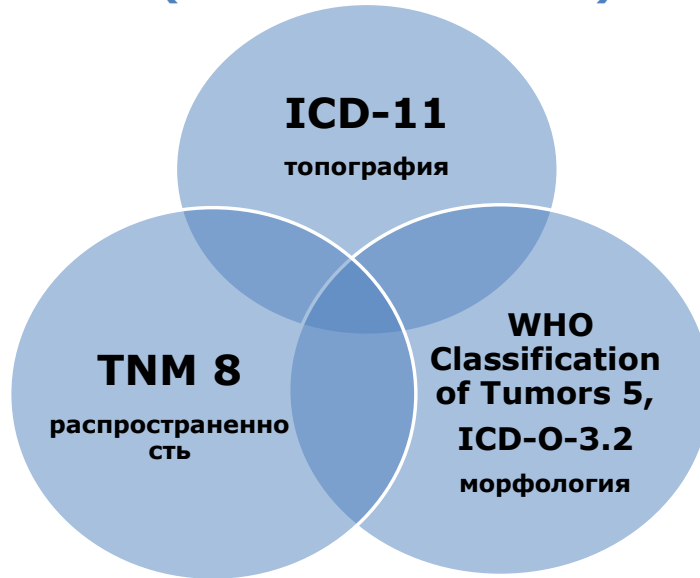 ICD-11
топография
TNM 8
распространенно
сть
WHO
Classification
of Tumors 5,
ICD-O-3.2
морфология